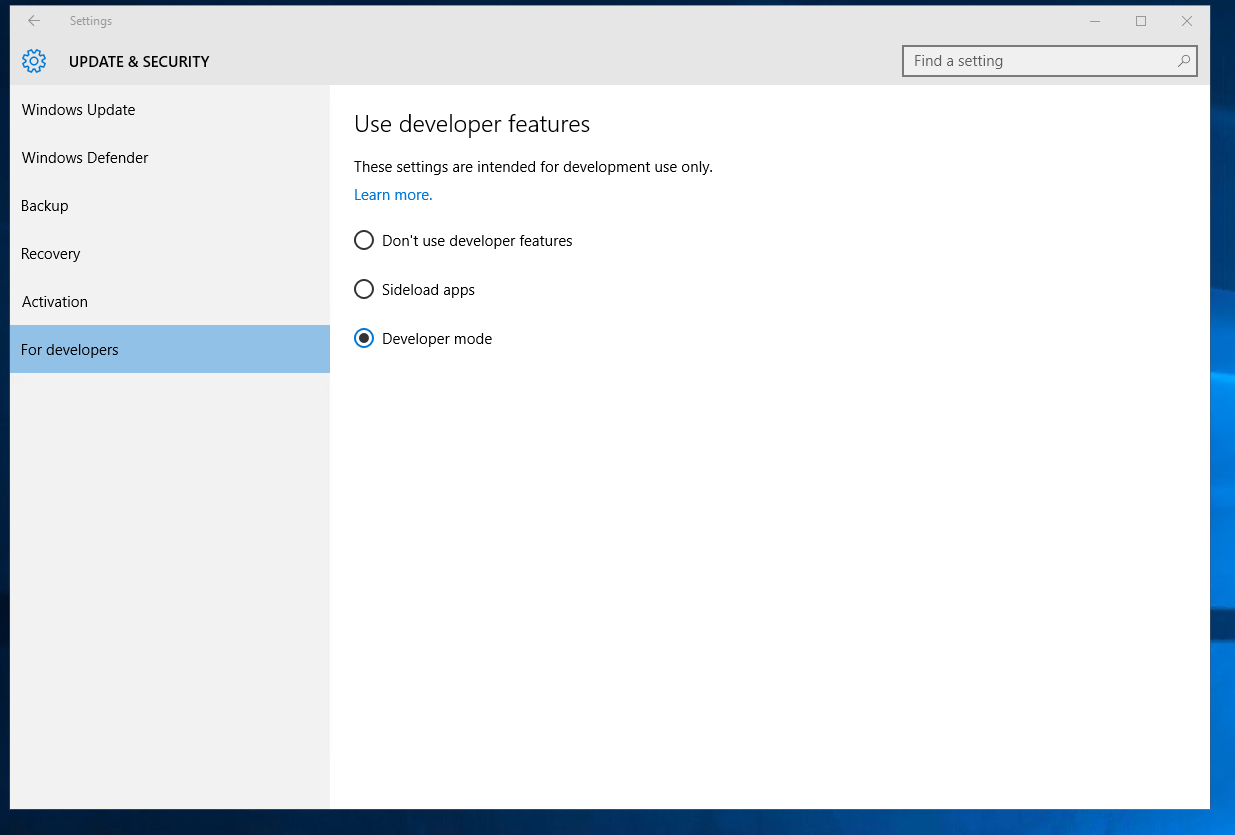 Settings
UPDATE & SECURITY
Find a setting
Windows Update
Windows Defender
Backup
Recovery
Activation
For developers
Use developer features
These settings are intended for development use only.
Learn more.
Don't use developer features
Sideload apps
Developer mode